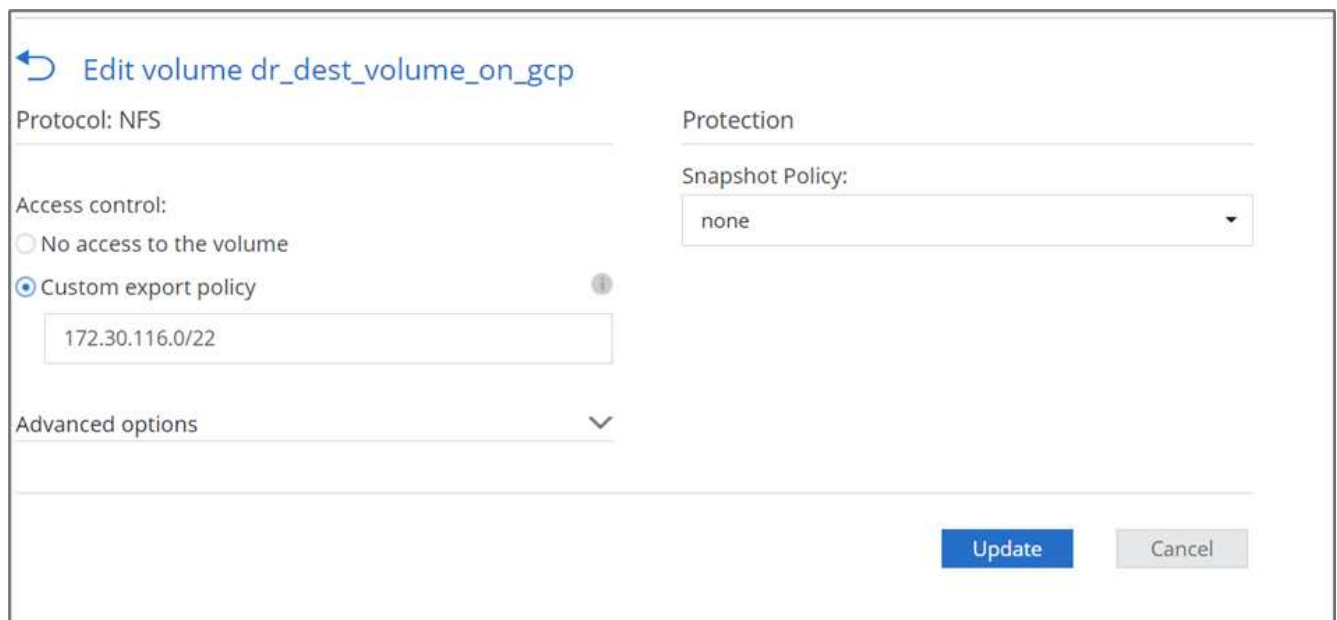 Edit volume dr_dest_volume_on_gcp
Protocol: NFS
Access control:
No access to the volume
Custom export policy
172.30.116.0/22
Advanced options
Protection
Snapshot Policy:
none
Update
Cancel